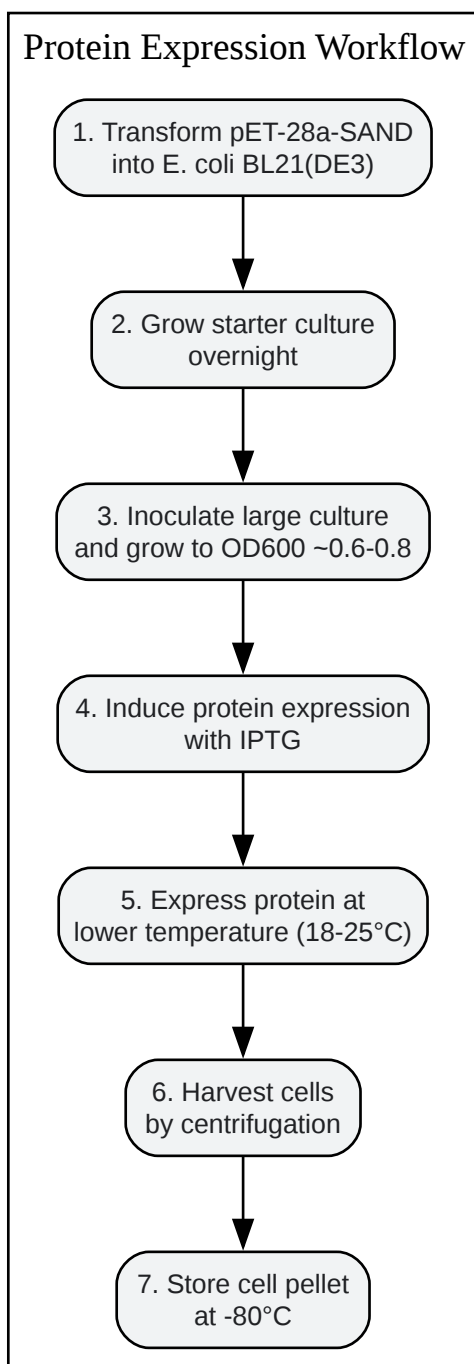 Protein Expression Workflow
1. Transform pET-28a-SAND
into E. coli BL21(DE3)
2. Grow starter culture
overnight
3. Inoculate large culture
and grow to OD600 ~0.6-0.8
4. Induce protein expression
with IPTG
5. Express protein at
lower temperature (18-25°C)
6. Harvest cells
by centrifugation
7. Store cell pellet
at -80°C